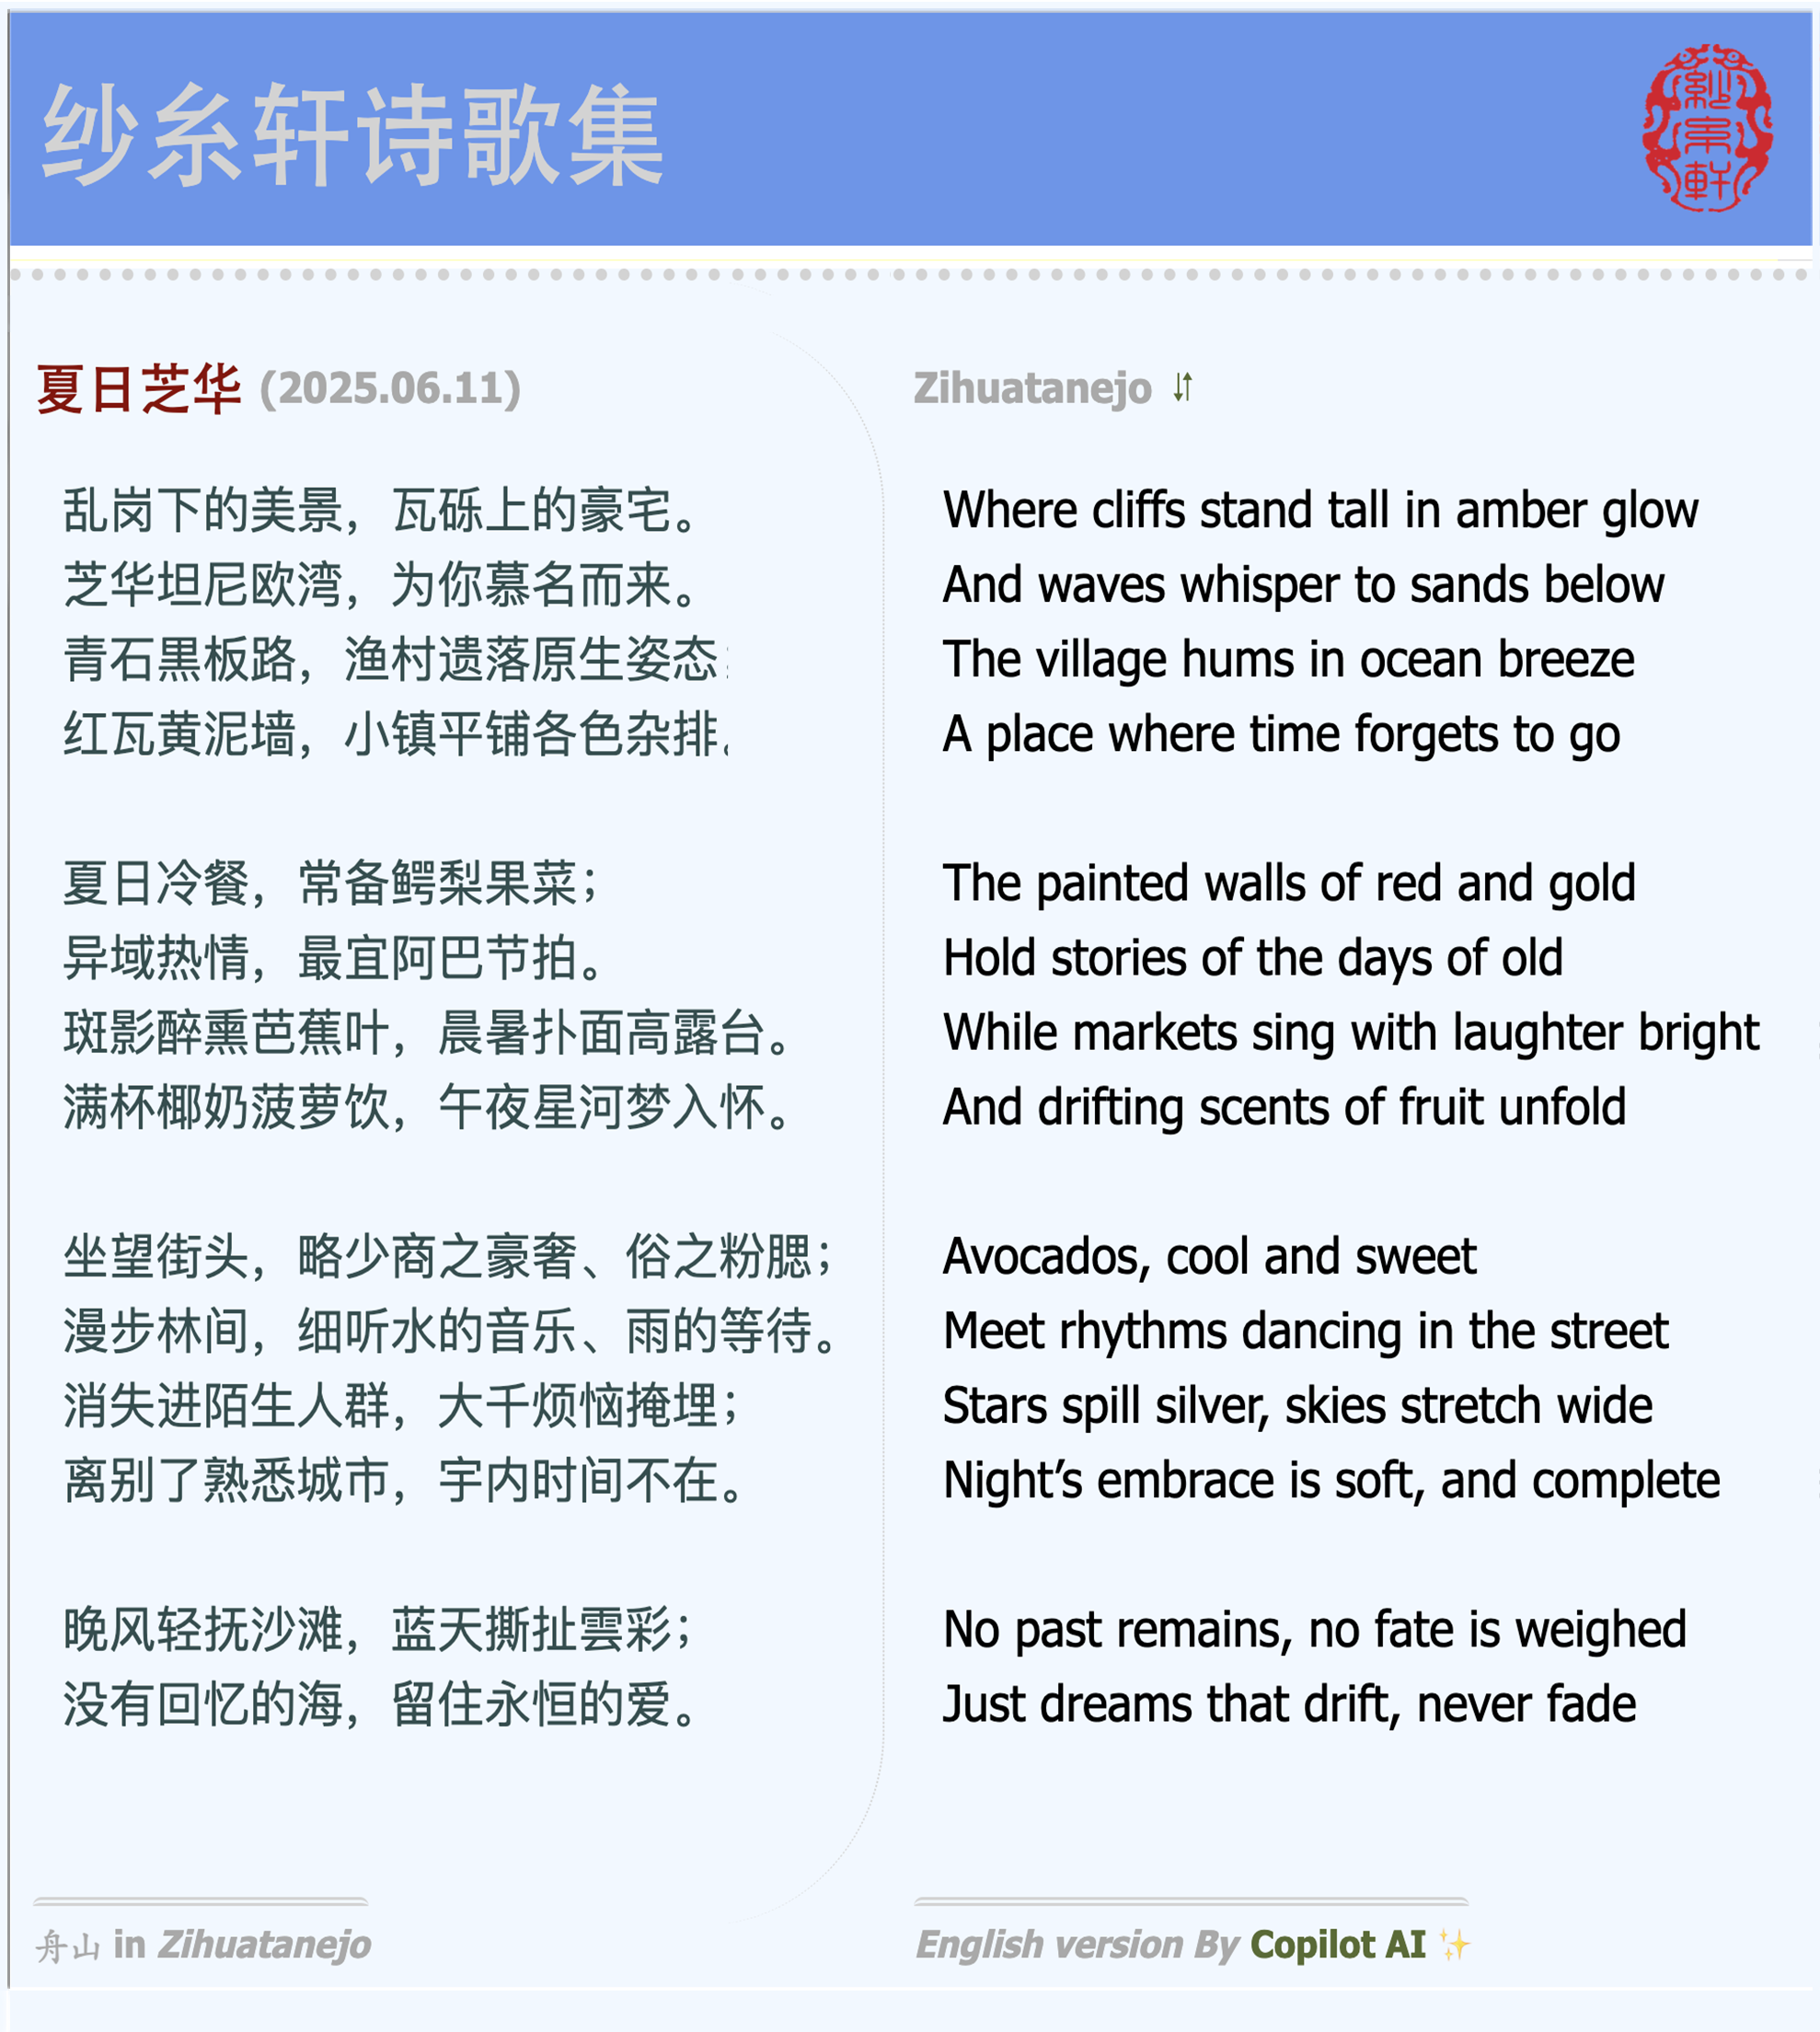 纱糸轩诗歌集
紗糸軒
夏日芝华 (2025.06.11)
乱岗下的美景，瓦砾上的豪宅。
芝华坦尼欧湾，为你慕名而来。
青石黑板路，渔村遗落原生姿态；
红瓦黄泥墙，小镇平铺各色杂排.
夏日冷餐，常备鳄梨果菜；
异域热情，最宜阿巴节拍。
斑影醉熏芭蕉叶，晨暑扑面高露台。
满杯椰奶菠萝饮，午夜星河梦入怀。
坐望街头，略少商之豪奢、俗之粉腮；
漫步林间，细听水的音乐、雨的等待。
消失进陌生人群，大千烦恼掩埋；
离别了熟悉城市，宇内时间不在。
晚风轻抚沙滩，蓝天撕扯雲彩；
没有回忆的海，留住永恒的爱。
舟山 in Zihuatanejo
Zihuatanejo ↓↑
Where cliffs stand tall in amber glow
And waves whisper to sands below
The village hums in ocean breeze
A place where time forgets to go
The painted walls of red and gold
Hold stories of the days of old
While markets sing with laughter bright
And drifting scents of fruit unfold
Avocados, cool and sweet
Meet rhythms dancing in the street
Stars spill silver, skies stretch wide
Night’s embrace is soft, and complete
No past remains, no fate is weighed
Just dreams that drift, never fade
English version By Copilot AI ✨